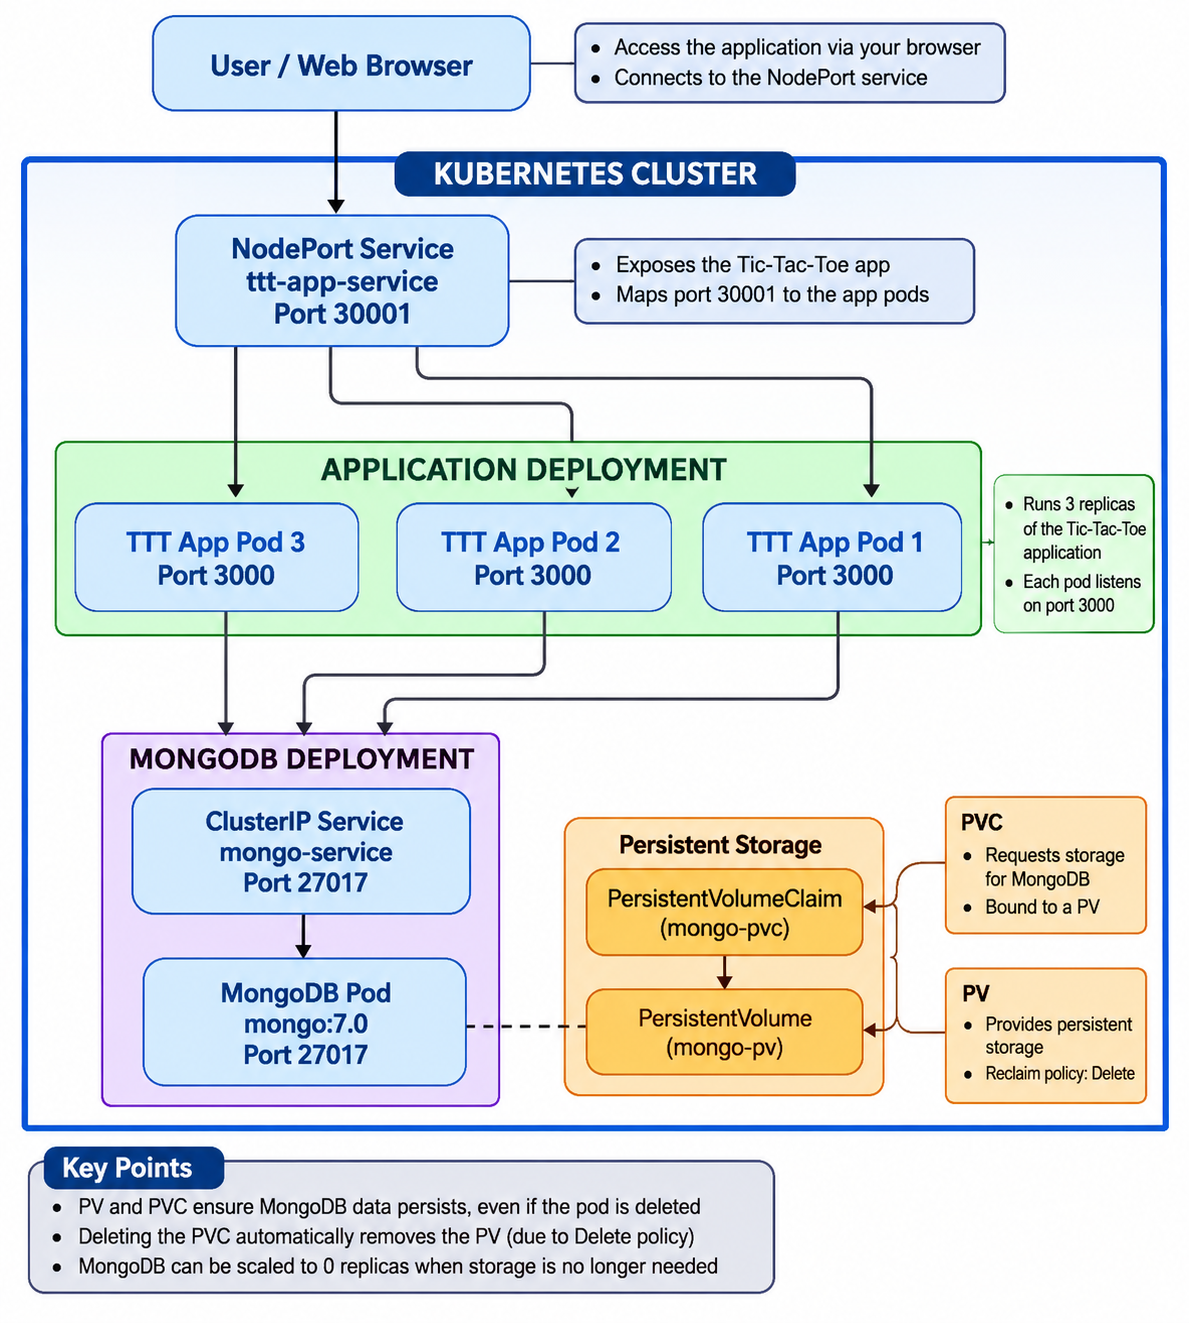 User / Web Browser
• Access the application via your browser
• Connects to the NodePort service
KUBERNETES CLUSTER
NodePort Service
ttt-app-service
Port 30001
• Exposes the Tic-Tac-Toe app
• Maps port 30001 to the app pods
APPLICATION DEPLOYMENT
TTT App Pod 3
Port 3000
TTT App Pod 2
Port 3000
TTT App Pod 1
Port 3000
• Runs 3 replicas
of the Tic-Tac-Toe
application
• Each pod listens
on port 3000
MONGODB DEPLOYMENT
ClusterIP Service
mongo-service
Port 27017
MongoDB Pod
mongo:7.0
Port 27017
Persistent Storage
PersistentVolumeClaim
(mongo-pvc)
PersistentVolume
(mongo-pv)
PVC
• Requests storage
for MongoDB
• Bound to a PV
PV
• Provides persistent
storage
• Reclaim policy: Delete
Key Points
• PV and PVC ensure MongoDB data persists, even if the pod is deleted
• Deleting the PVC automatically removes the PV (due to Delete policy)
• MongoDB can be scaled to 0 replicas when storage is no longer needed